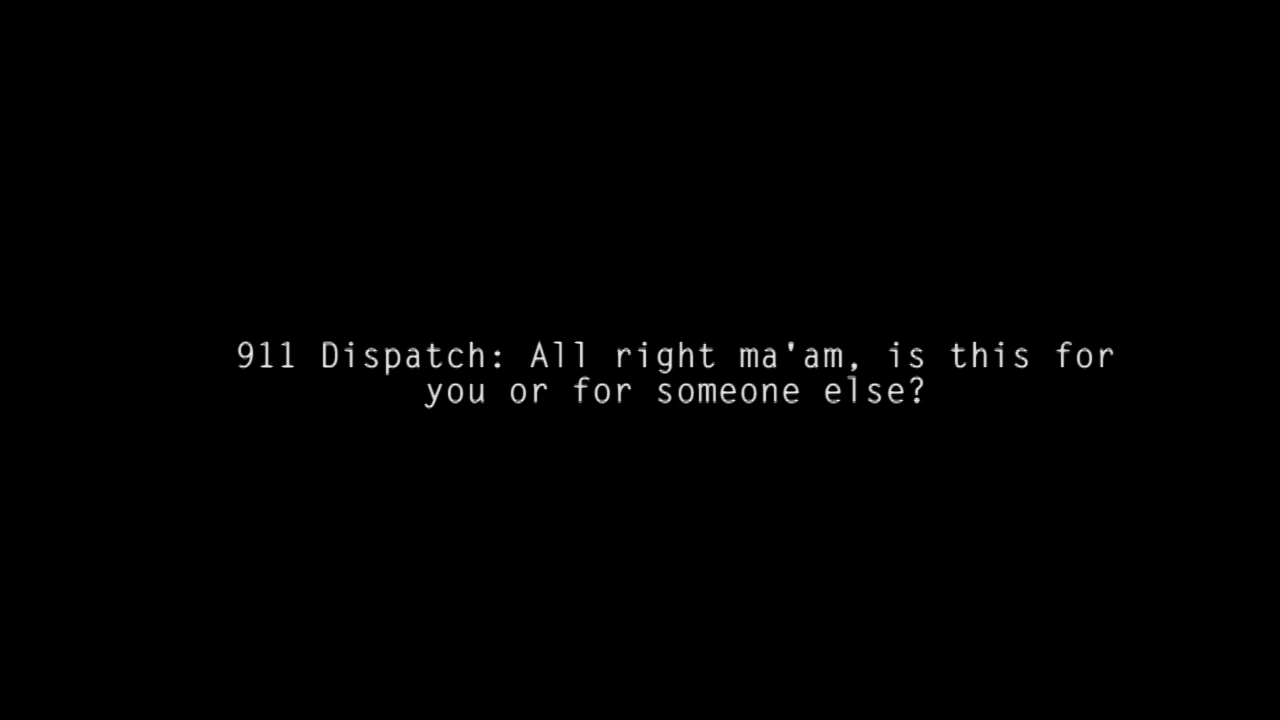 911 Dispatch: All right ma'am, is this for
you or for someone else?